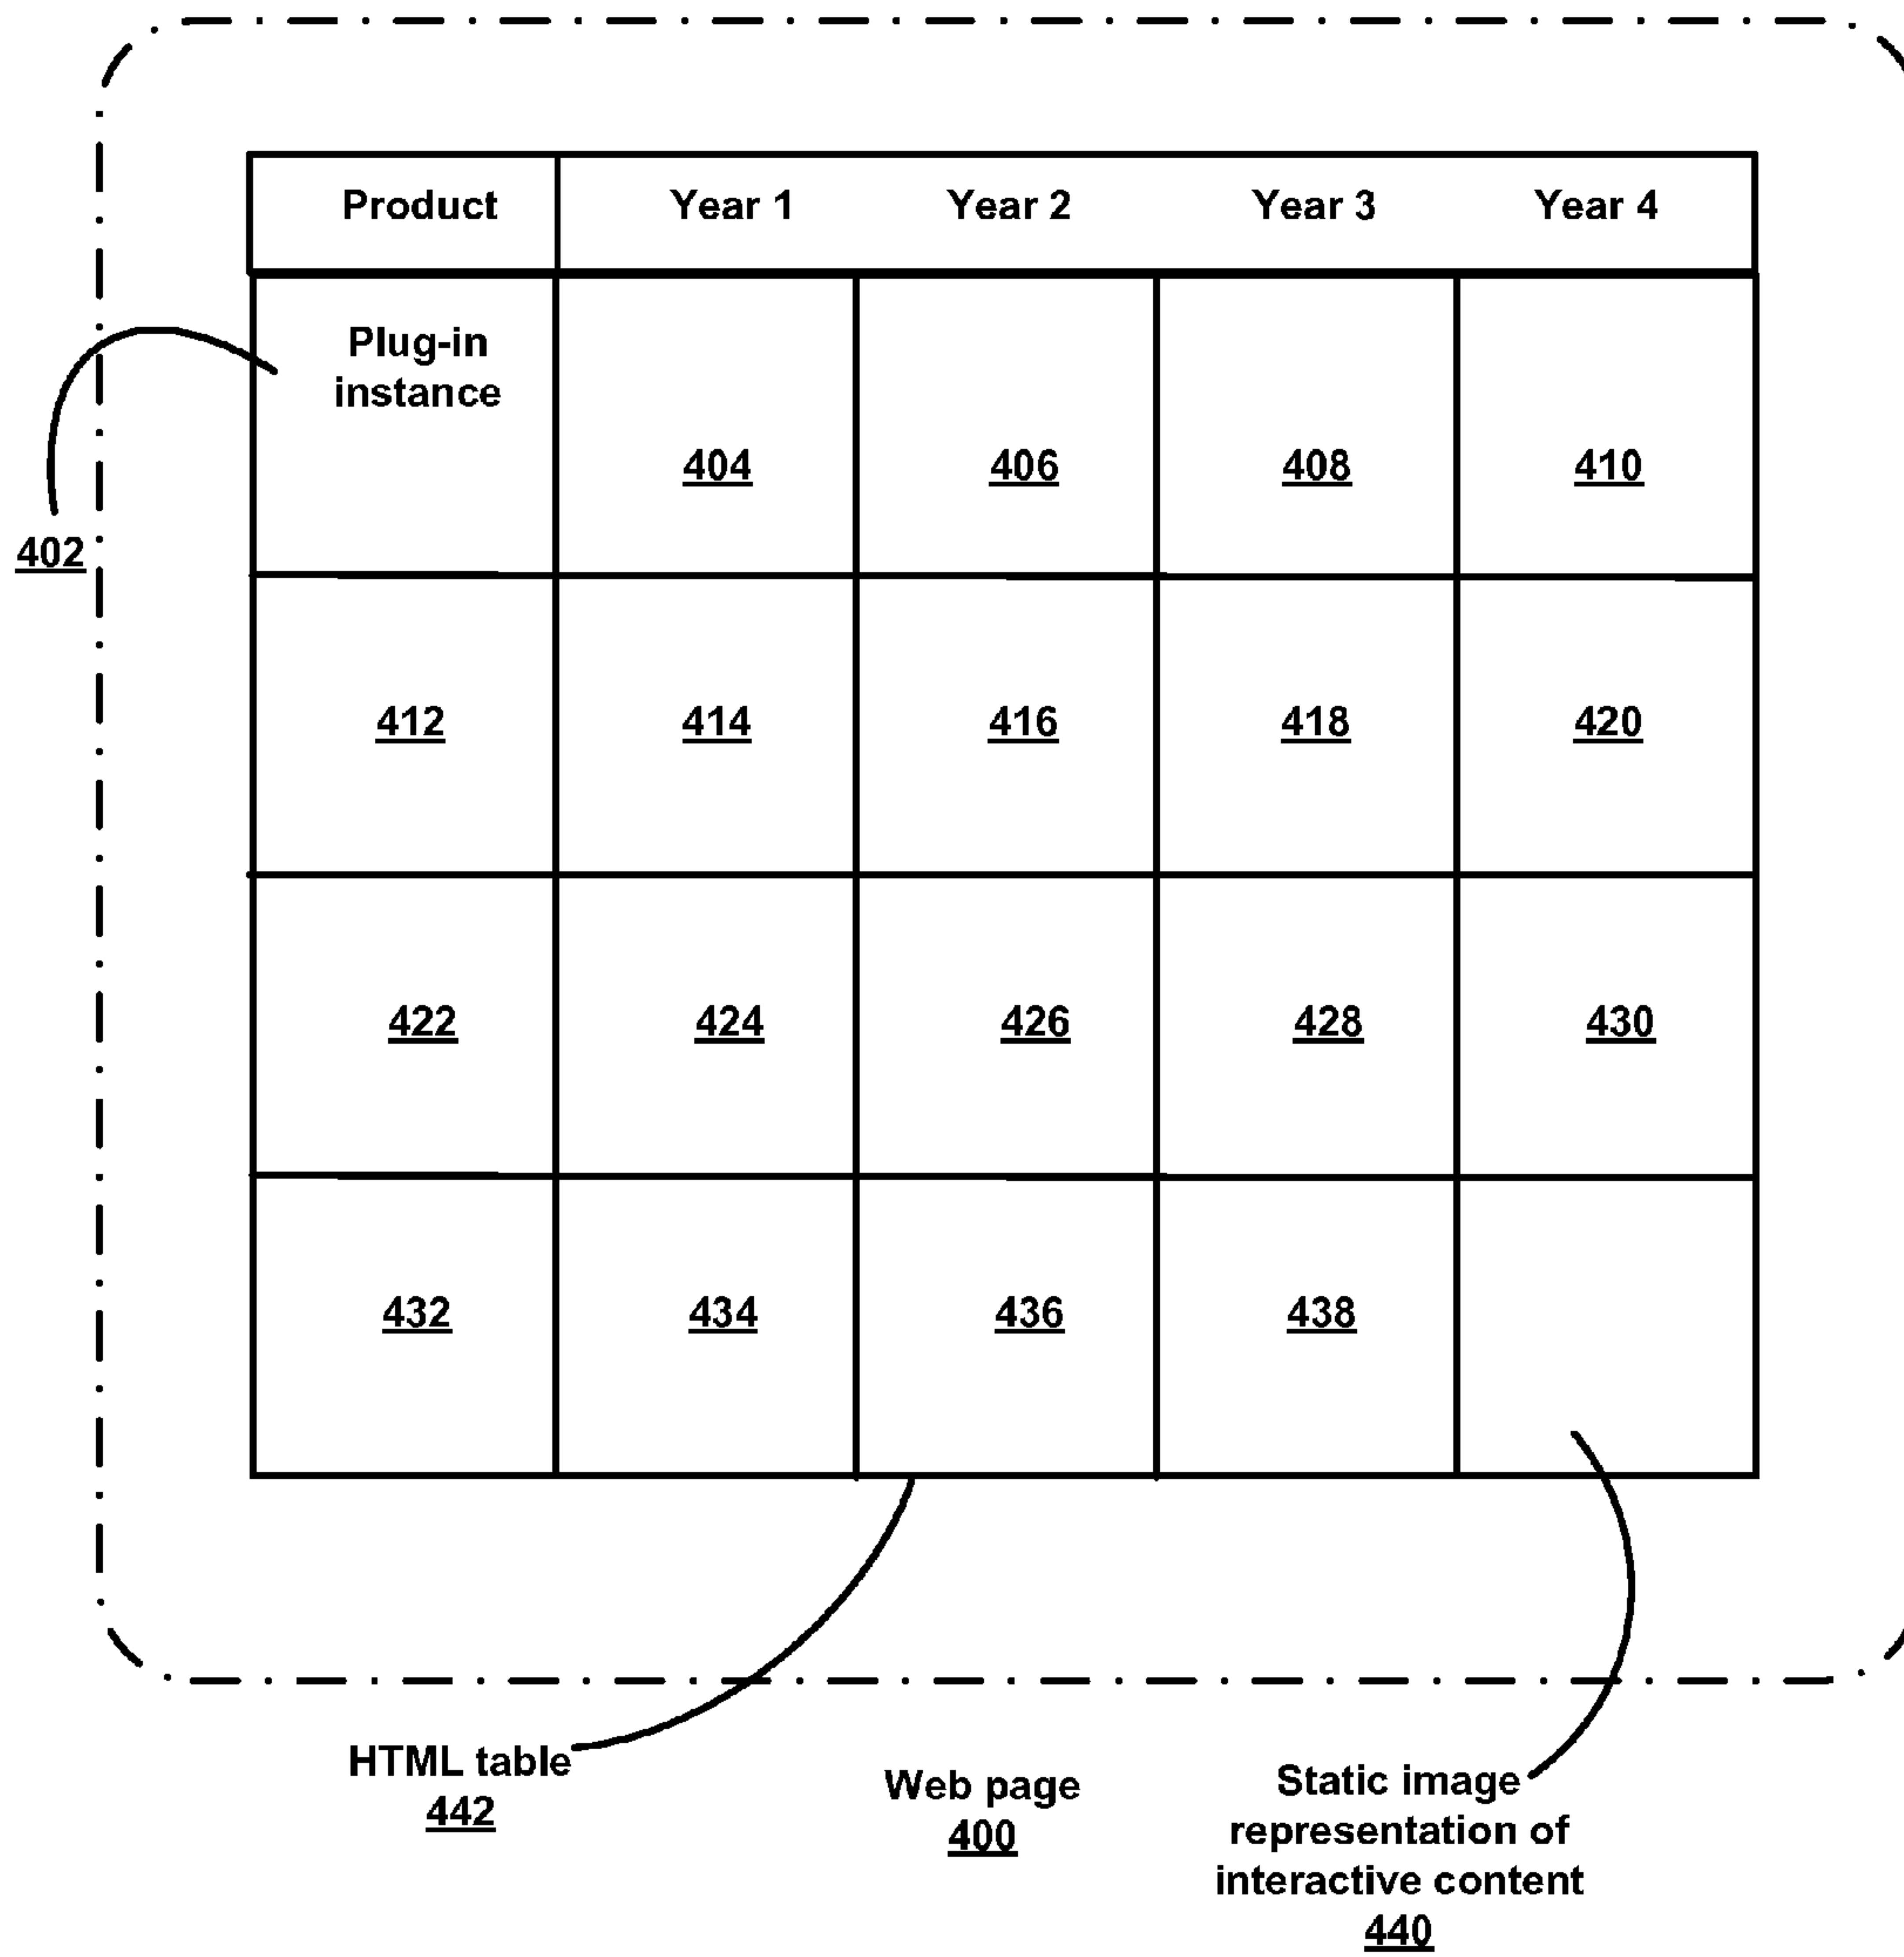 Product Year 1 Year 2 Year 3 Year 4
Plug-in
instance
404 406 408 410
402
412 414 416 418 420
422 424 426 428 430
432 434 436 438
HTML table
442
Web page
400
Static image
representation of
interactive content
440